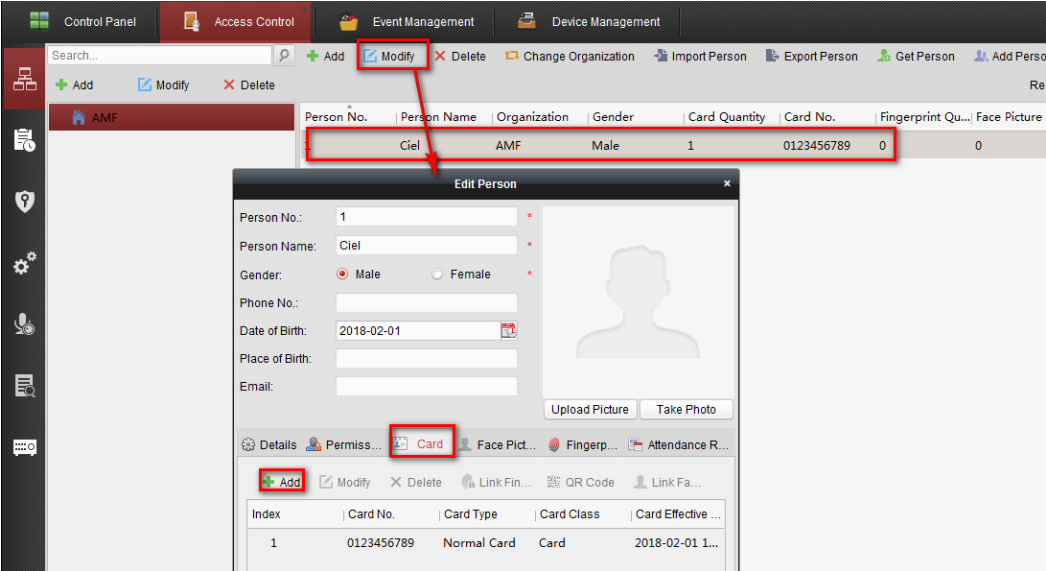 Control Panel Access Control Event Management Device Management
Search... Add Modify Delete Change Organization Import Person Export Person Get Person Add Perso
Add Modify Delete Re
AMF Person No. Person Name Organization Gender Card Quantity Card No. Fingerprint Qu... Face Picture
1 Ciel AMF Male 1 0123456789 0 0
Edit Person ×
Person No.: 1 *
Person Name: Ciel *
Gender: Male Female *
Phone No.:
Date of Birth: 2018-02-01
Place of Birth:
Email:
Upload Picture Take Photo
Details Permiss... Card Face Pict... Fingerp... Attendance R...
Add Modify Delete Link Fin... QR Code Link Fa...
Index Card No. Card Type Card Class Card Effective ...
1 0123456789 Normal Card Card 2018-02-01 1...